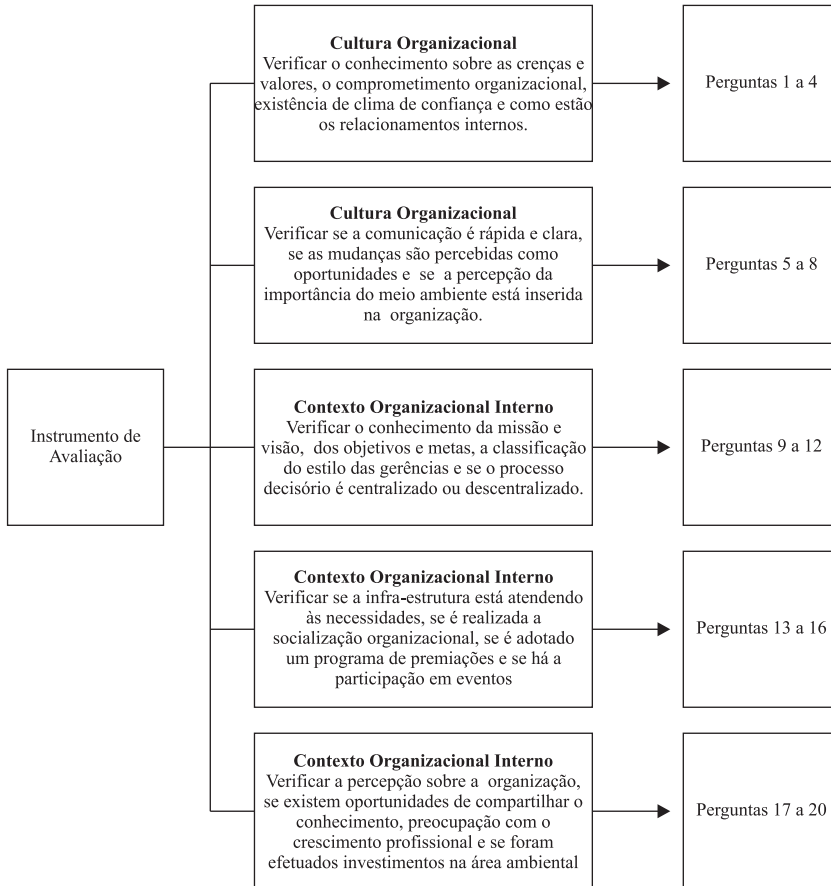 Cultura Organizacional
Verificar o conhecimento sobre as crenças e
valores, o comprometimento organizacional,
existência de clima de confiança e como estão
os relacionamentos internos.
Perguntas 1 a 4
Cultura Organizacional
Verificar se a comunicação é rápida e clara,
se as mudanças são percebidas como
oportunidades e se a percepção da
importância do meio ambiente está inserida
na organização.
Perguntas 5 a 8
Instrumento de
Avaliação
Contexto Organizacional Interno
Verificar o conhecimento da missão e
visão, dos objetivos e metas, a classificação
do estilo das gerências e se o processo
decisório é centralizado ou descentralizado.
Perguntas 9 a 12
Contexto Organizacional Interno
Verificar se a infra-estrutura está atendendo
às necessidades, se é realizada a
socialização organizacional, se é adotado
um programa de premiações e se há a
participação em eventos
Perguntas 13 a 16
Contexto Organizacional Interno
Verificar a percepção sobre a organização,
se existem oportunidades de compartilhar o
conhecimento, preocupação com o
crescimento profissional e se foram
efetuados investimentos na área ambiental
Perguntas 17 a 20